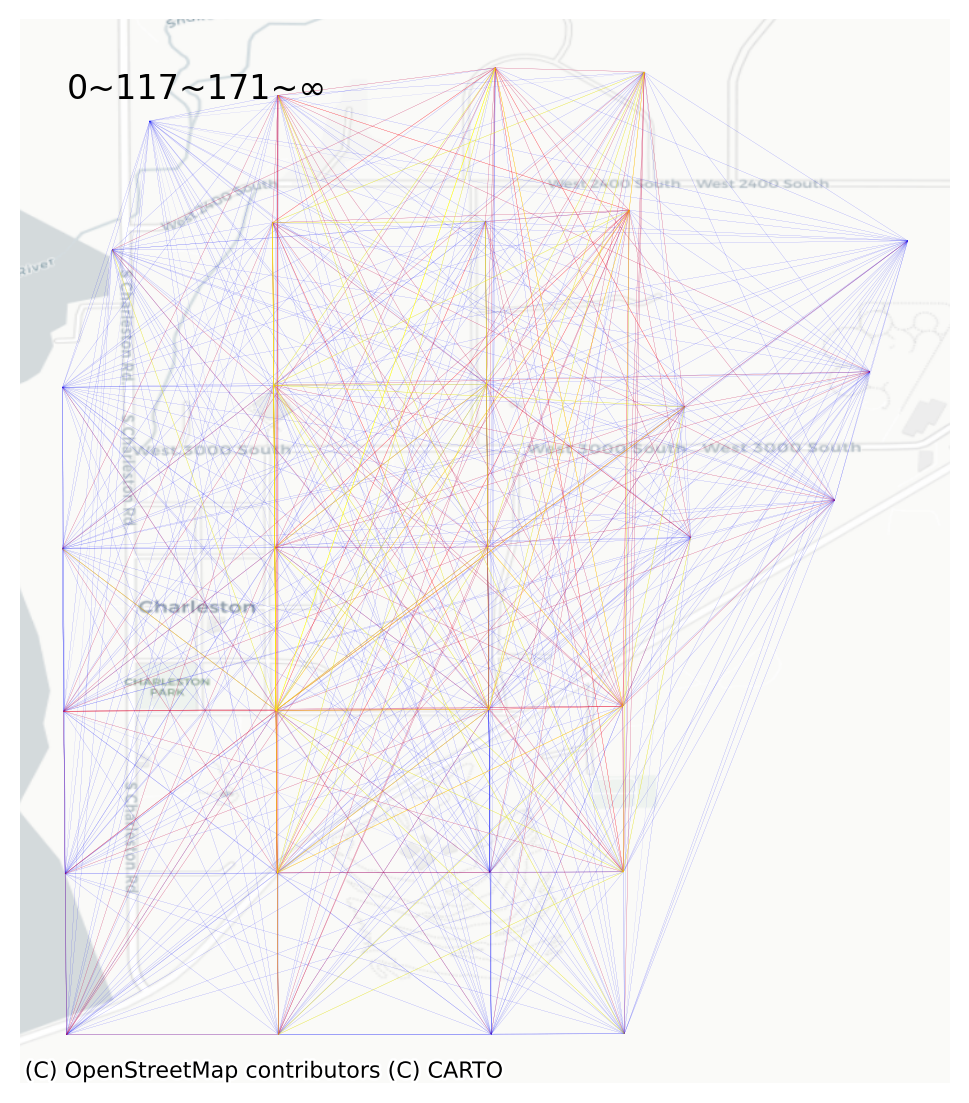 0~117~171~∞
West 2400 South
West 2400 South
West 2400 South
River
S Charleston Rd
S Charleston Rd
West 3000 South
West 3000 South
West 3000 South
Charleston
CHARLESTON
PARK
S Charleston Rd
(C) OpenStreetMap contributors (C) CARTO